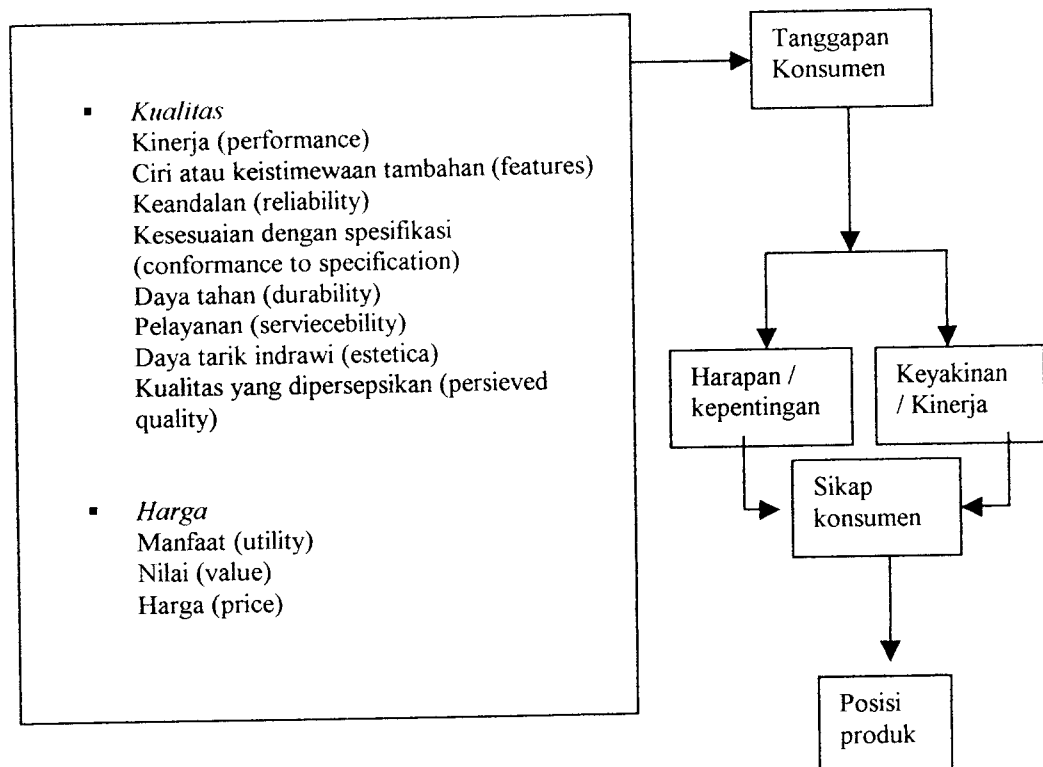 ▪ Kualitas
Kinerja (performance)
Ciri atau keistimewaan tambahan (features)
Keandalan (reliability)
Kesesuaian dengan spesifikasi
(conformance to specification)
Daya tahan (durability)
Pelayanan (serviecebility)
Daya tarik indrawi (estetica)
Kualitas yang dipersepsikan (persieved
quality)
▪ Harga
Manfaat (utility)
Nilai (value)
Harga (price)
Tanggapan
Konsumen
Harapan /
kepentingan
Keyakinan
/ Kinerja
Sikap
konsumen
Posisi
produk